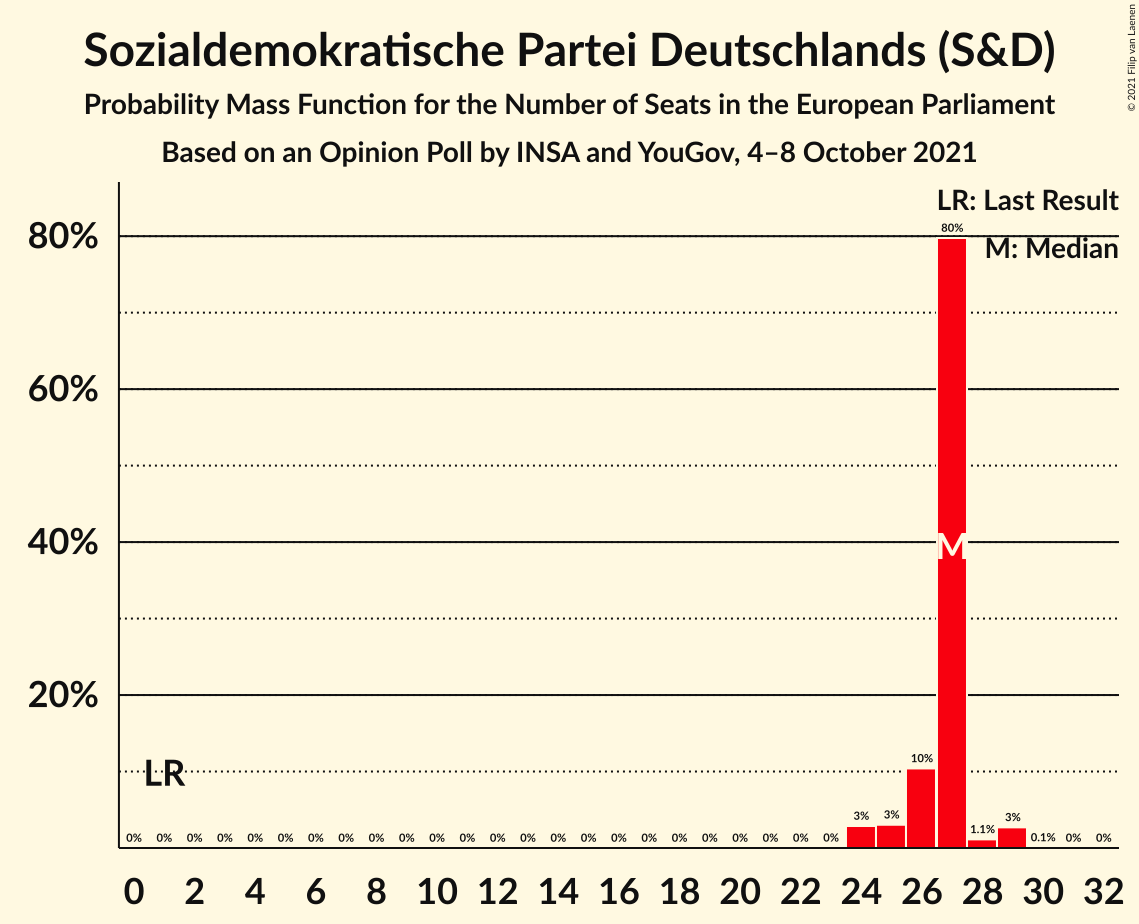 Sozialdemokratische Partei Deutschlands (S&D)
Probability Mass Function for the Number of Seats in the European Parliament
Based on an Opinion Poll by INSA and YouGov, 4–8 October 2021
© 2021 Filip van Laenen
LR: Last Result
M: Median
80%
60%
40%
20%
80%
M
LR
0% 0% 0% 0% 0% 0% 0% 0% 0% 0% 0% 0% 0% 0% 0% 0% 0% 0% 0% 0% 0% 0% 0% 0% 3% 3% 10% 1.1% 3% 0.1% 0% 0%
0 2 4 6 8 10 12 14 16 18 20 22 24 26 28 30 32